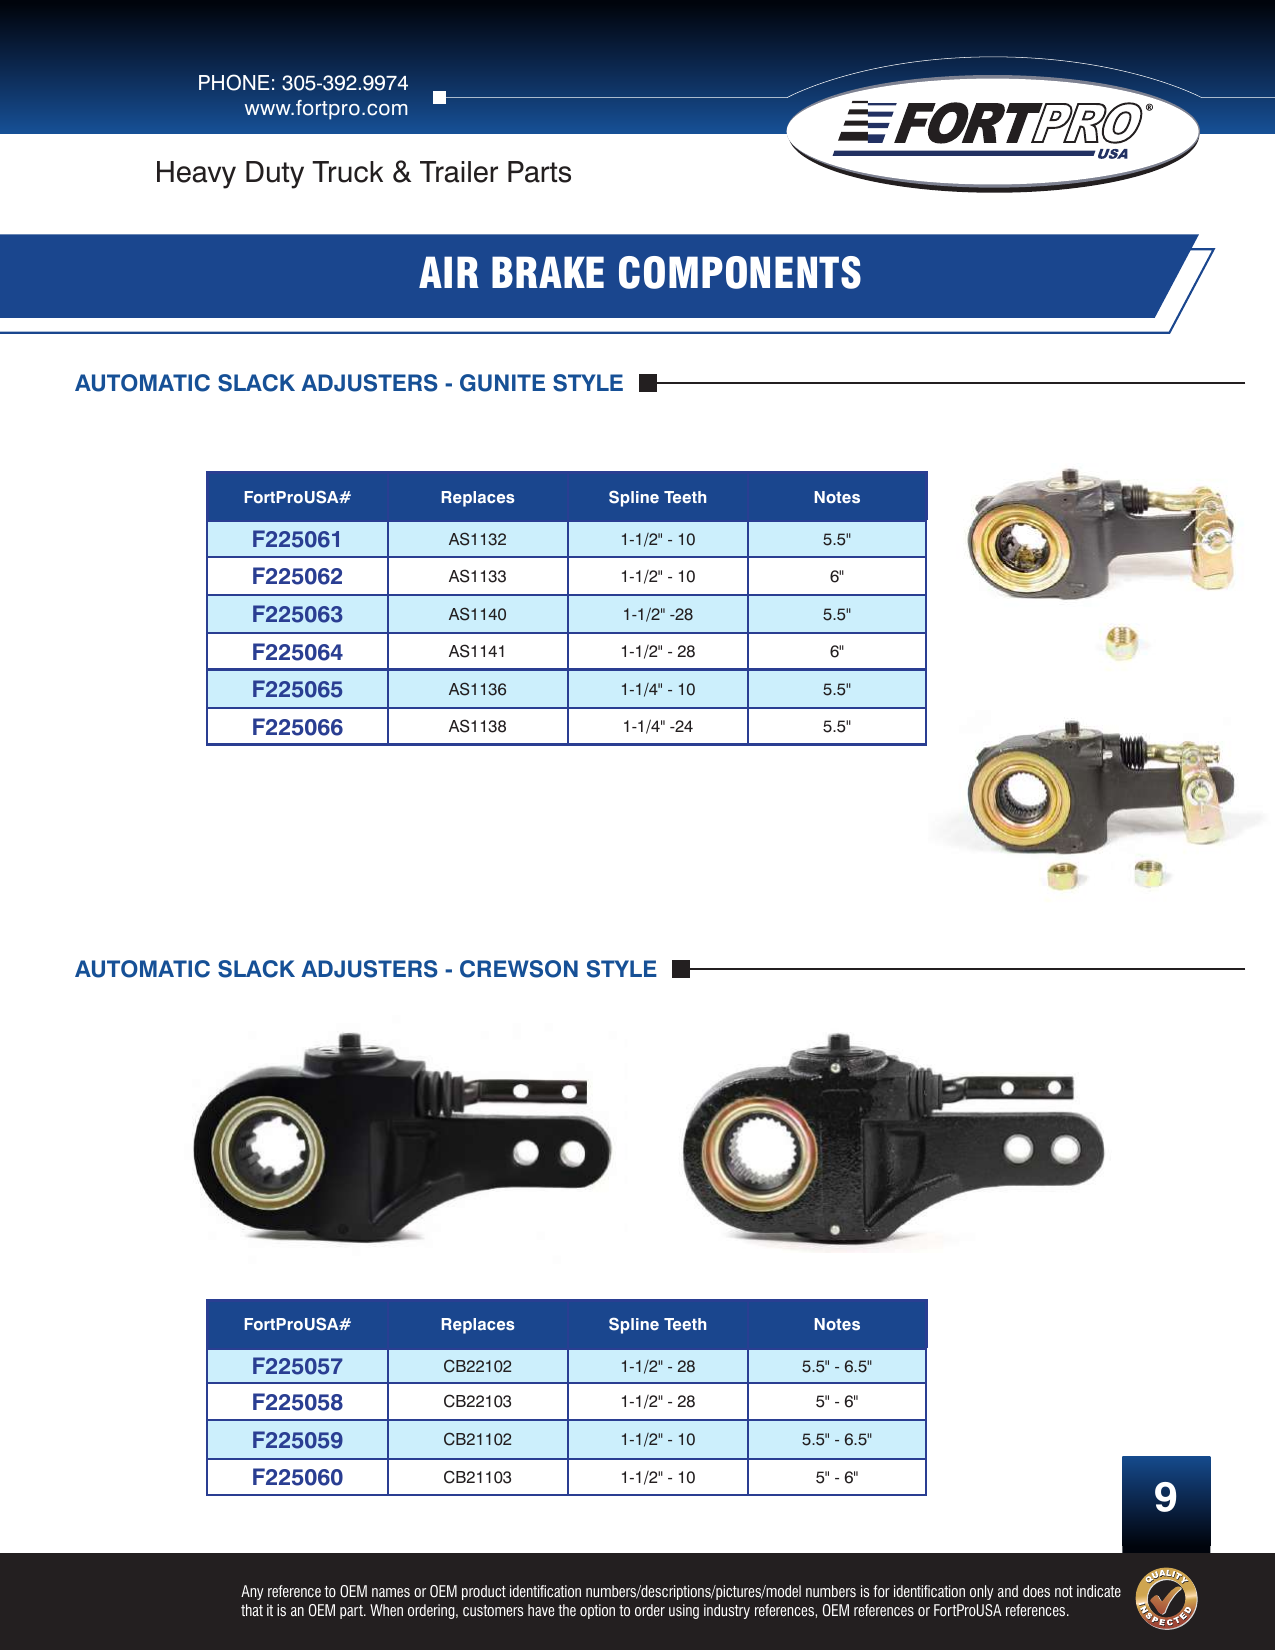 PHONE: 305-392.9974
www.fortpro.com
FORTPRO®
USA
Heavy Duty Truck & Trailer Parts
AIR BRAKE COMPONENTS
AUTOMATIC SLACK ADJUSTERS - GUNITE STYLE
FortProUSA# Replaces Spline Teeth Notes
F225061 AS1132 1-1/2" - 10 5.5"
F225062 AS1133 1-1/2" - 10 6"
F225063 AS1140 1-1/2" -28 5.5"
F225064 AS1141 1-1/2" - 28 6"
F225065 AS1136 1-1/4" - 10 5.5"
F225066 AS1138 1-1/4" -24 5.5"
AUTOMATIC SLACK ADJUSTERS - CREWSON STYLE
FortProUSA# Replaces Spline Teeth Notes
F225057 CB22102 1-1/2" - 28 5.5" - 6.5"
F225058 CB22103 1-1/2" - 28 5" - 6"
F225059 CB21102 1-1/2" - 10 5.5" - 6.5"
F225060 CB21103 1-1/2" - 10 5" - 6"
9
Any reference to OEM names or OEM product identification numbers/descriptions/pictures/model numbers is for identification only and does not indicate
that it is an OEM part. When ordering, customers have the option to order using industry references, OEM references or FortProUSA references.
QUALITY
INSPECTED